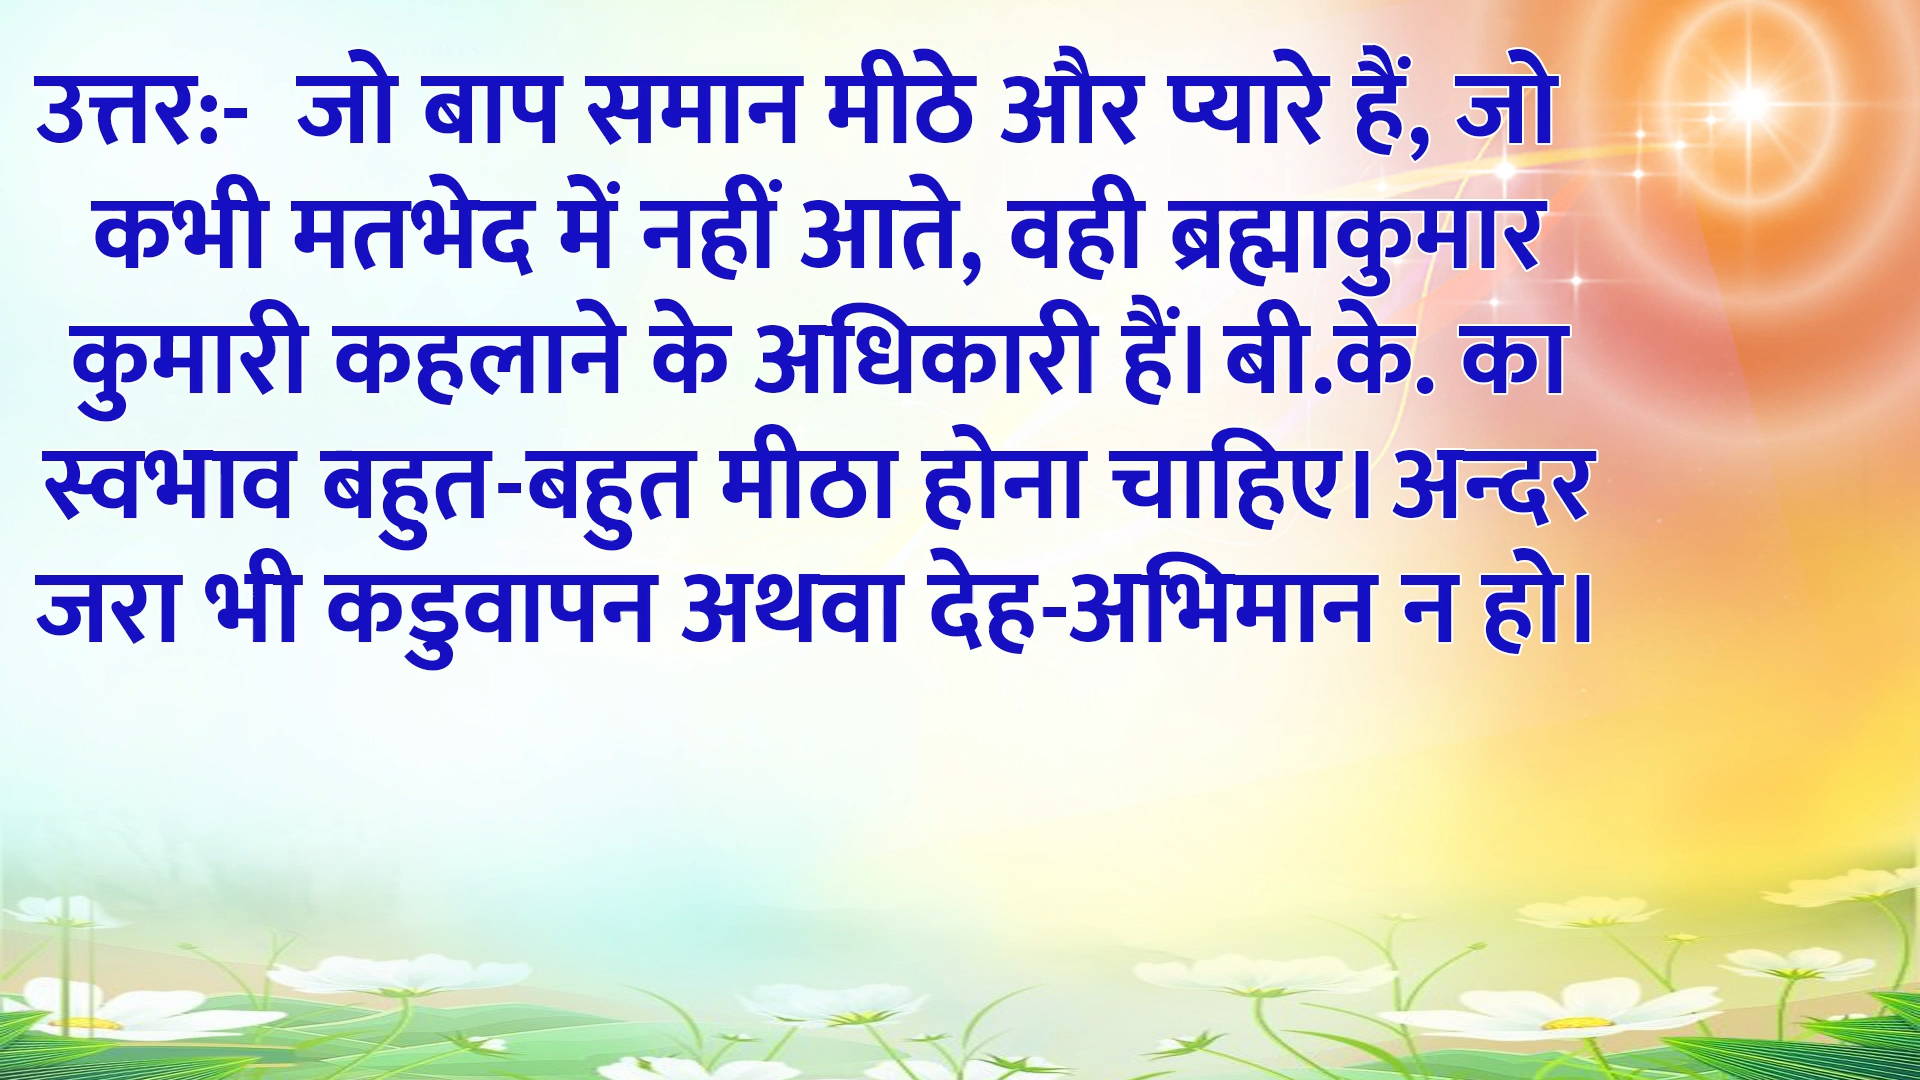 उत्तर:- जो बाप समान मीठे और प्यारे हैं, जो
कभी मतभेद में नहीं आते, वही ब्रह्माकुमार
कुमारी कहलाने के अधिकारी हैं। बी.के. का
स्वभाव बहुत-बहुत मीठा होना चाहिए। अन्दर
जरा भी कड़ुवापन अथवा देह-अभिमान न हो।